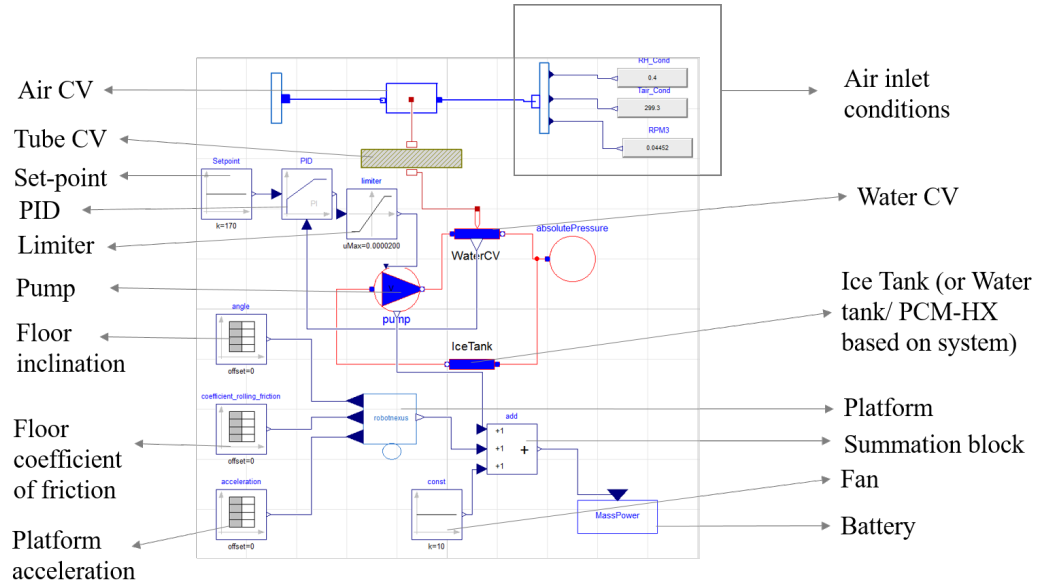 Air CV
Tube CV
Set-point
PID
Limiter
Pump
Floor
inclination
Floor
coefficient
of friction
Platform
acceleration
RH_Cond
0.4
Tair_Cond
299.3
RPM3
0.04452
Setpoint
k=170
PID
PI
limiter
uMax=0.0000200
WaterCV
absolutePressure
pump
IceTank
angle
offset=0
coefficient_rolling_friction
offset=0
acceleration
offset=0
robotnexus
add
+1
+1
+1
+
const
k=10
MassPower
Air inlet
conditions
Water CV
Ice Tank (or Water
tank/ PCM-HX
based on system)
Platform
Summation block
Fan
Battery